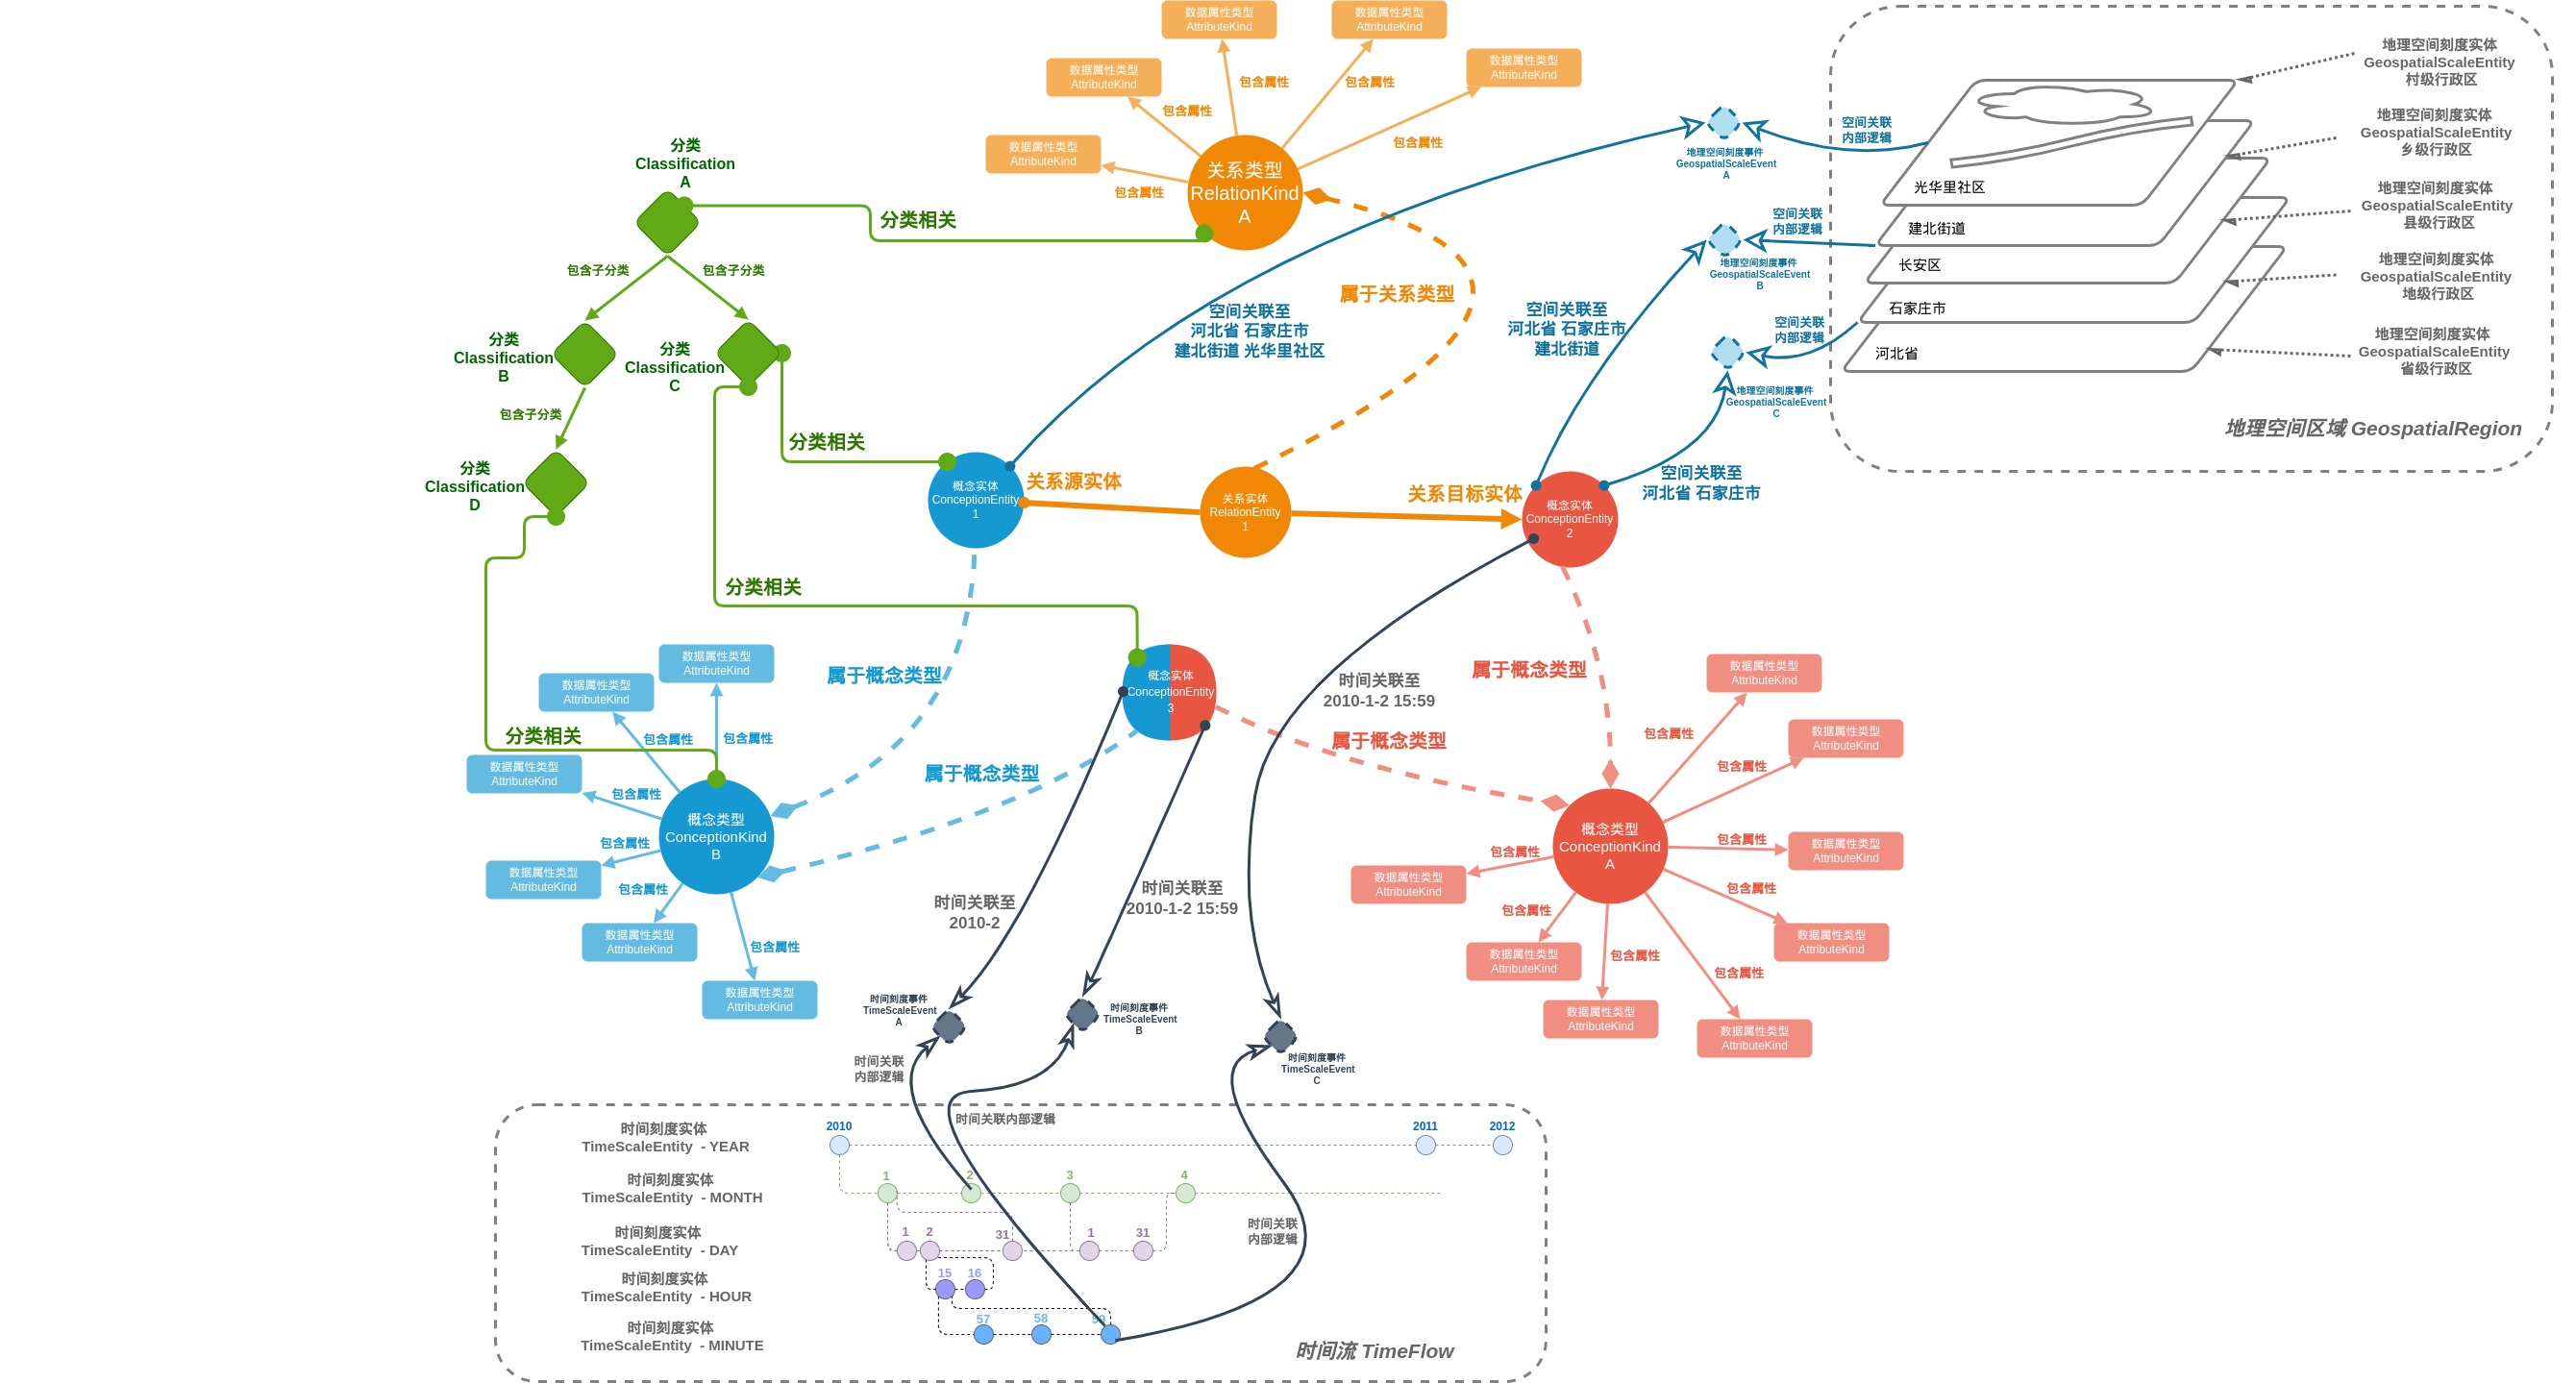 数据属性类型
AttributeKind
数据属性类型
AttributeKind
数据属性类型
AttributeKind
数据属性类型
AttributeKind
数据属性类型
AttributeKind
包含属性
包含属性
包含属性
包含属性
包含属性
关系类型
RelationKind
A
分类
Classification
A
分类相关
包含子分类
包含子分类
分类
Classification
B
分类
Classification
C
包含子分类
分类
Classification
D
分类相关
分类相关
属于关系类型
空间关联至
河北省 石家庄市
建北街道 光华里社区
空间关联至
河北省 石家庄市
建北街道
空间关联至
河北省 石家庄市
地理空间刻度事件
GeospatialScaleEvent
A
地理空间刻度事件
GeospatialScaleEvent
B
地理空间刻度事件
GeospatialScaleEvent
C
空间关联
内部逻辑
空间关联
内部逻辑
空间关联
内部逻辑
光华里社区
建北街道
长安区
石家庄市
河北省
地理空间刻度实体
GeospatialScaleEntity
村级行政区
地理空间刻度实体
GeospatialScaleEntity
乡级行政区
地理空间刻度实体
GeospatialScaleEntity
县级行政区
地理空间刻度实体
GeospatialScaleEntity
地级行政区
地理空间刻度实体
GeospatialScaleEntity
省级行政区
地理空间区域 GeospatialRegion
概念实体
ConceptionEntity
1
关系源实体
关系实体
RelationEntity
1
关系目标实体
概念实体
ConceptionEntity
2
概念实体
ConceptionEntity
3
属于概念类型
属于概念类型
属于概念类型
属于概念类型
时间关联至
2010-1-2 15:59
数据属性类型
AttributeKind
数据属性类型
AttributeKind
数据属性类型
AttributeKind
数据属性类型
AttributeKind
数据属性类型
AttributeKind
数据属性类型
AttributeKind
分类相关
包含属性
包含属性
包含属性
包含属性
包含属性
包含属性
概念类型
ConceptionKind
B
数据属性类型
AttributeKind
数据属性类型
AttributeKind
数据属性类型
AttributeKind
数据属性类型
AttributeKind
数据属性类型
AttributeKind
数据属性类型
AttributeKind
数据属性类型
AttributeKind
数据属性类型
AttributeKind
包含属性
包含属性
包含属性
包含属性
包含属性
包含属性
包含属性
包含属性
概念类型
ConceptionKind
A
时间关联至
2010-2
时间关联至
2010-1-2 15:59
时间刻度事件
TimeScaleEvent
A
时间刻度事件
TimeScaleEvent
B
时间刻度事件
TimeScaleEvent
C
时间关联
内部逻辑
时间关联内部逻辑
时间关联
内部逻辑
时间刻度实体
TimeScaleEntity - YEAR
2010
2011
2012
时间刻度实体
TimeScaleEntity - MONTH
1
2
3
4
时间刻度实体
TimeScaleEntity - DAY
1
2
31
1
31
时间刻度实体
TimeScaleEntity - HOUR
15
16
时间刻度实体
TimeScaleEntity - MINUTE
57
58
59
时间流 TimeFlow